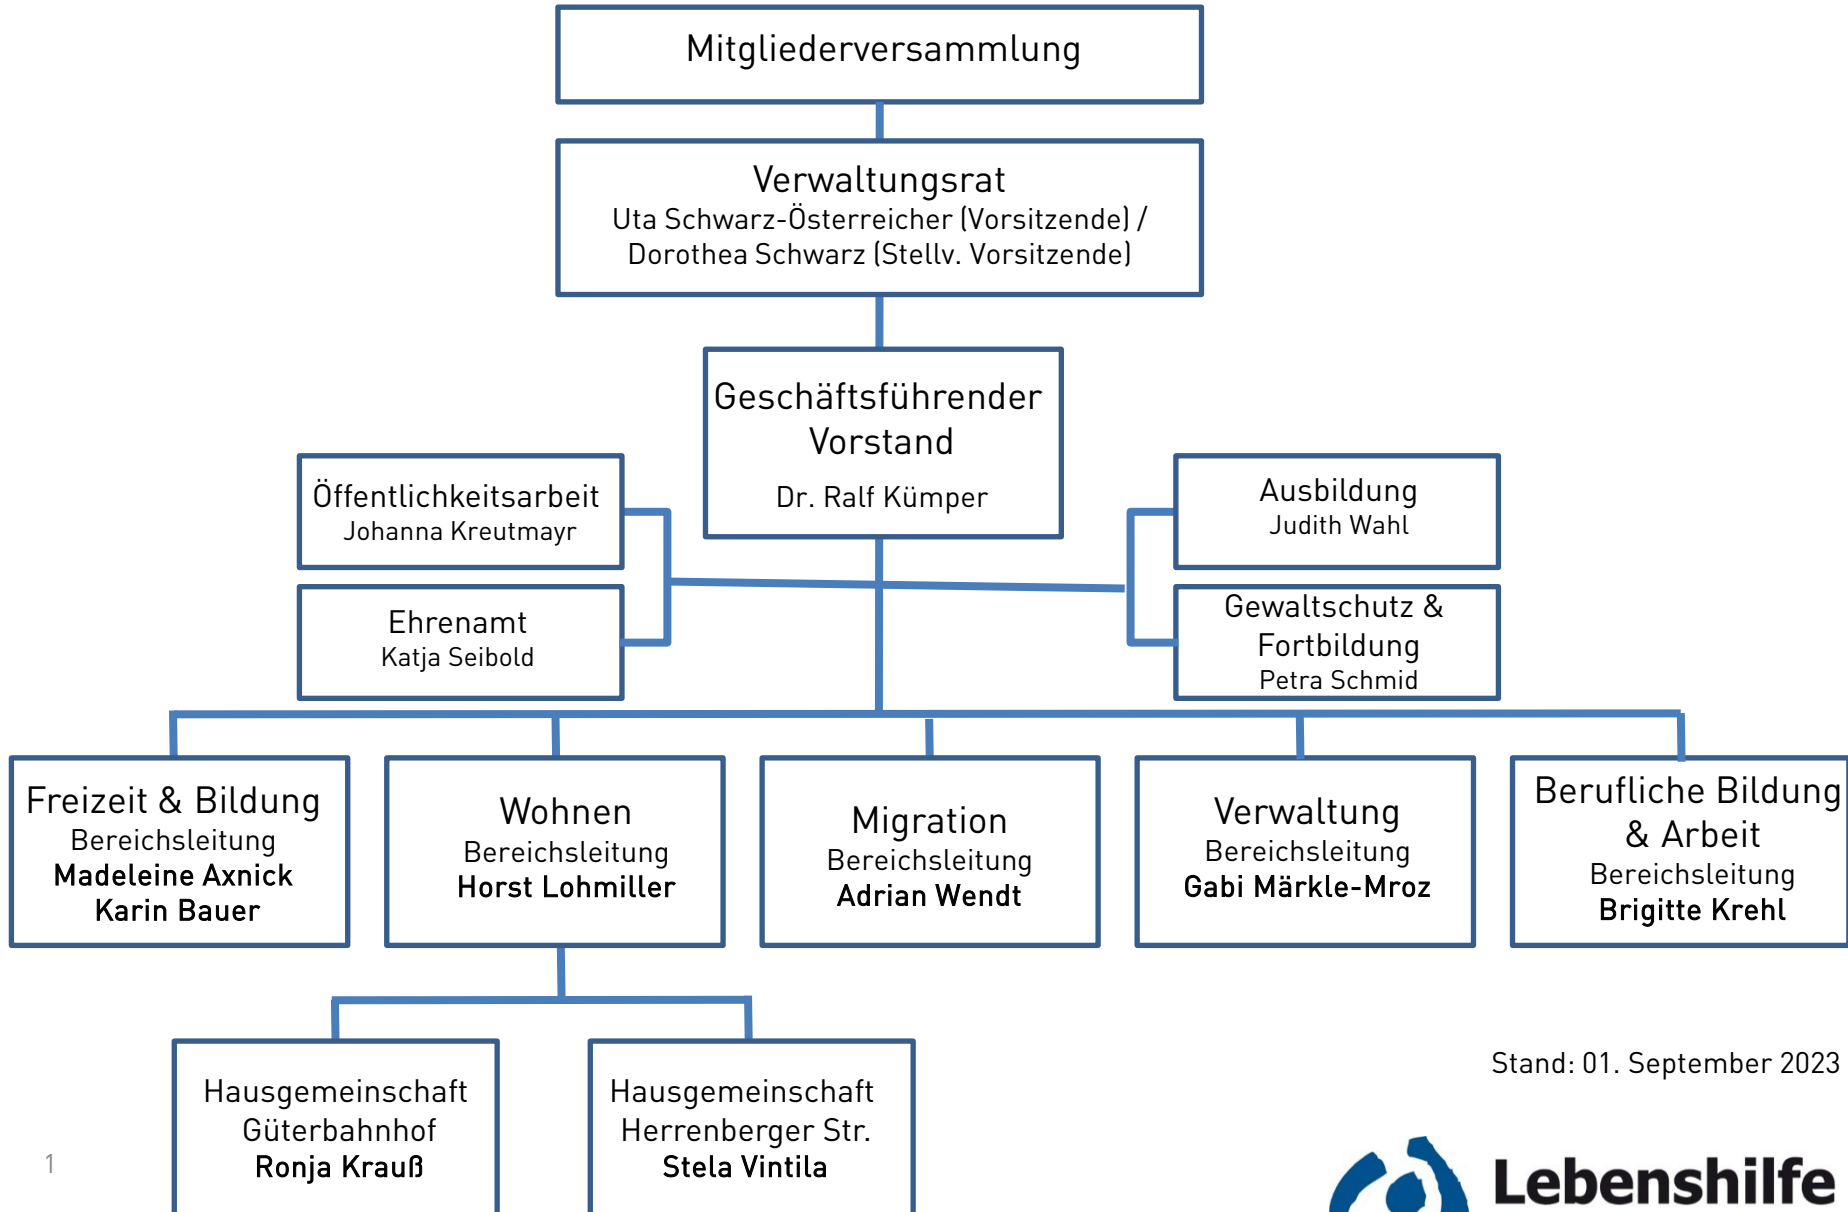 Mitgliederversammlung
Verwaltungsrat
Uta Schwarz-Österreicher (Vorsitzende) /
Dorothea Schwarz (Stellv. Vorsitzende)
Geschäftsführender
Vorstand
Dr. Ralf Kümper
Öffentlichkeitsarbeit
Johanna Kreutmayr
Ausbildung
Judith Wahl
Ehrenamt
Katja Seibold
Gewaltschutz &
Fortbildung
Petra Schmid
Freizeit & Bildung
Bereichsleitung
Madeleine Axnick
Karin Bauer
Wohnen
Bereichsleitung
Horst Lohmiller
Migration
Bereichsleitung
Adrian Wendt
Verwaltung
Bereichsleitung
Gabi Märkle-Mroz
Berufliche Bildung
& Arbeit
Bereichsleitung
Brigitte Krehl
Hausgemeinschaft
Güterbahnhof
Ronja Krauß
Hausgemeinschaft
Herrenberger Str.
Stela Vintila
Stand: 01. September 2023
1
Lebenshilfe